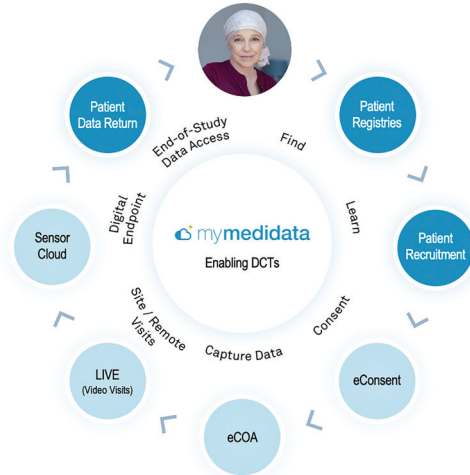 Patient
Registries
Patient
Recruitment
eConsent
eCOA
LIVE
(Video Visits)
Sensor
Cloud
Patient
Data Return
Find
Learn
Consent
Capture Data
Site / Remote
Visits
Digital
Endpoint
End-of-Study
Data Access
mymedidata
Enabling DCTs